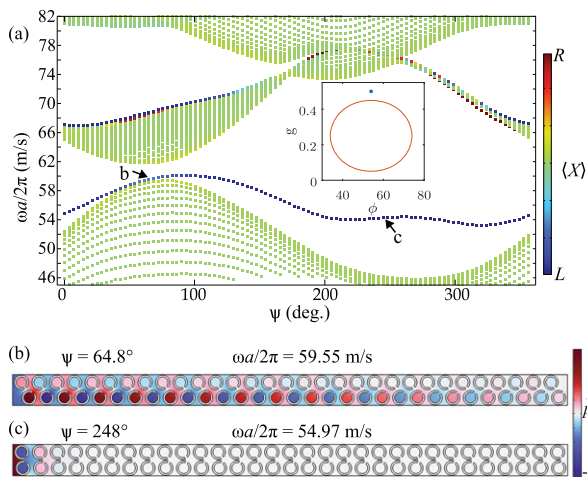 (a)
82
78
74
70
66
62
58
54
50
46
ωa/2π (m/s)
0 100 200 300
ψ (deg.)
g
0.4
0.2
0
40 60 80
ϕ
b
c
R
⟨X⟩
L
(b) ψ = 64.8° ωa/2π = 59.55 m/s
(c) ψ = 248° ωa/2π = 54.97 m/s